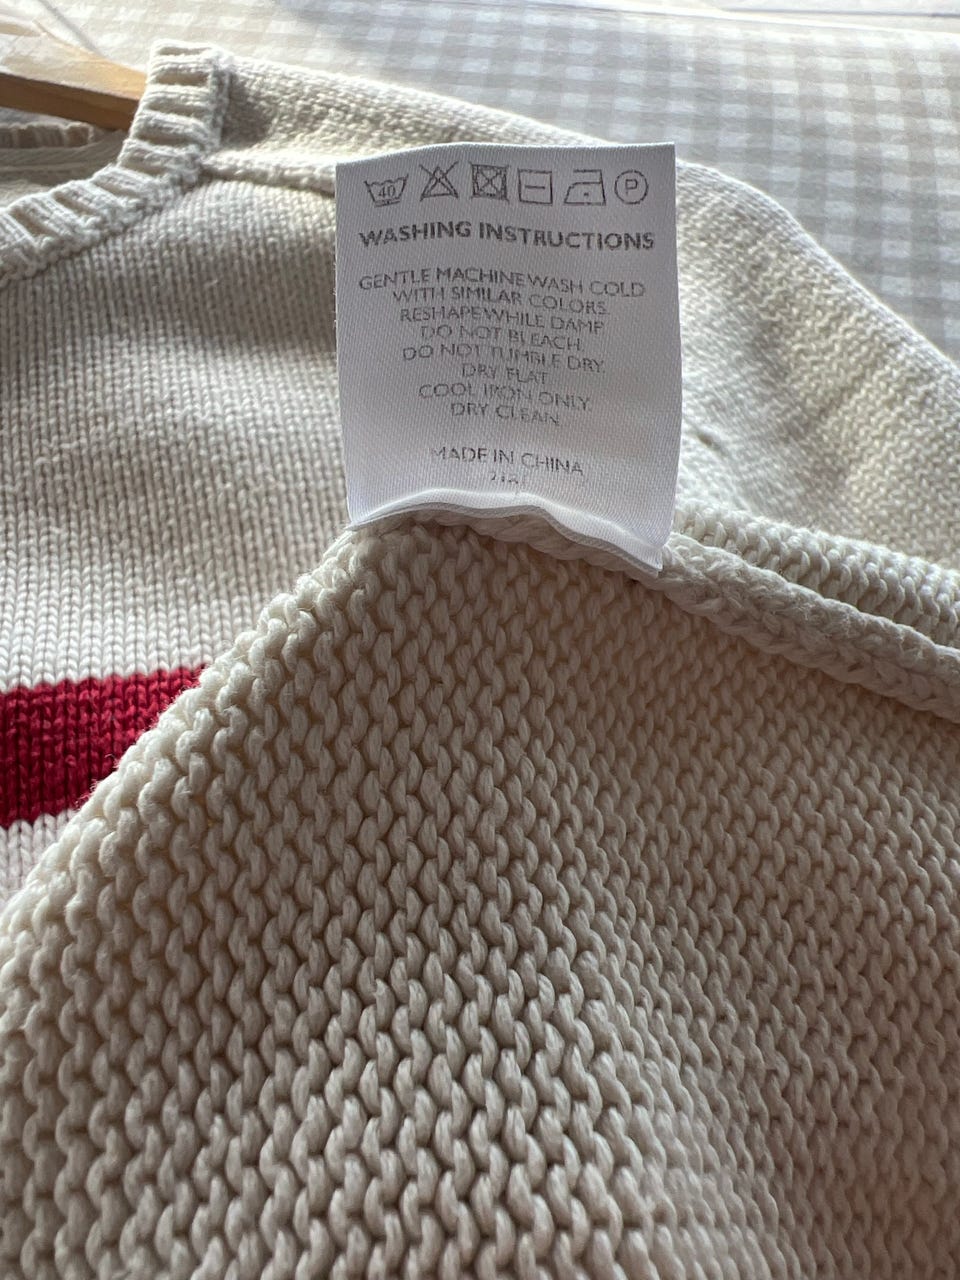 40 P
WASHING INSTRUCTIONS
GENTLE MACHINE WASH COLD
WITH SIMILAR COLORS.
RESHAPE WHILE DAMP
DO NOT BLEACH.
DO NOT TUMBLE DRY.
DRY FLAT.
COOL IRON ONLY.
DRY CLEAN
MADE IN CHINA